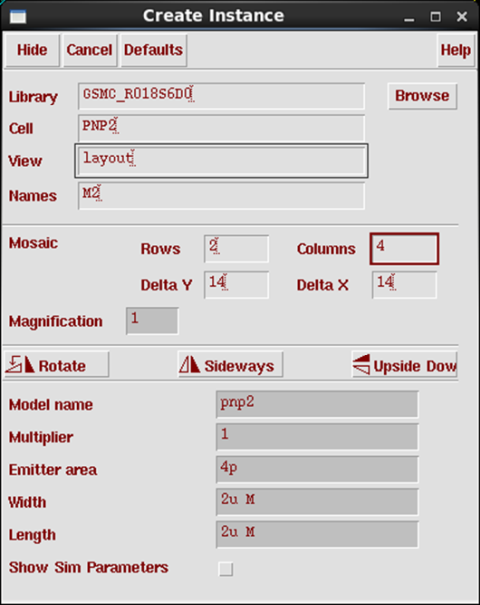 Create Instance
Hide Cancel Defaults Help
Library GSMC_R018S6D0 Browse
Cell PNP2
View layout
Names M2
Mosaic Rows 2 Columns 4
Delta Y 14 Delta X 14
Magnification 1
Rotate Sideways Upside Dow
Model name pnp2
Multiplier 1
Emitter area 4p
Width 2u M
Length 2u M
Show Sim Parameters